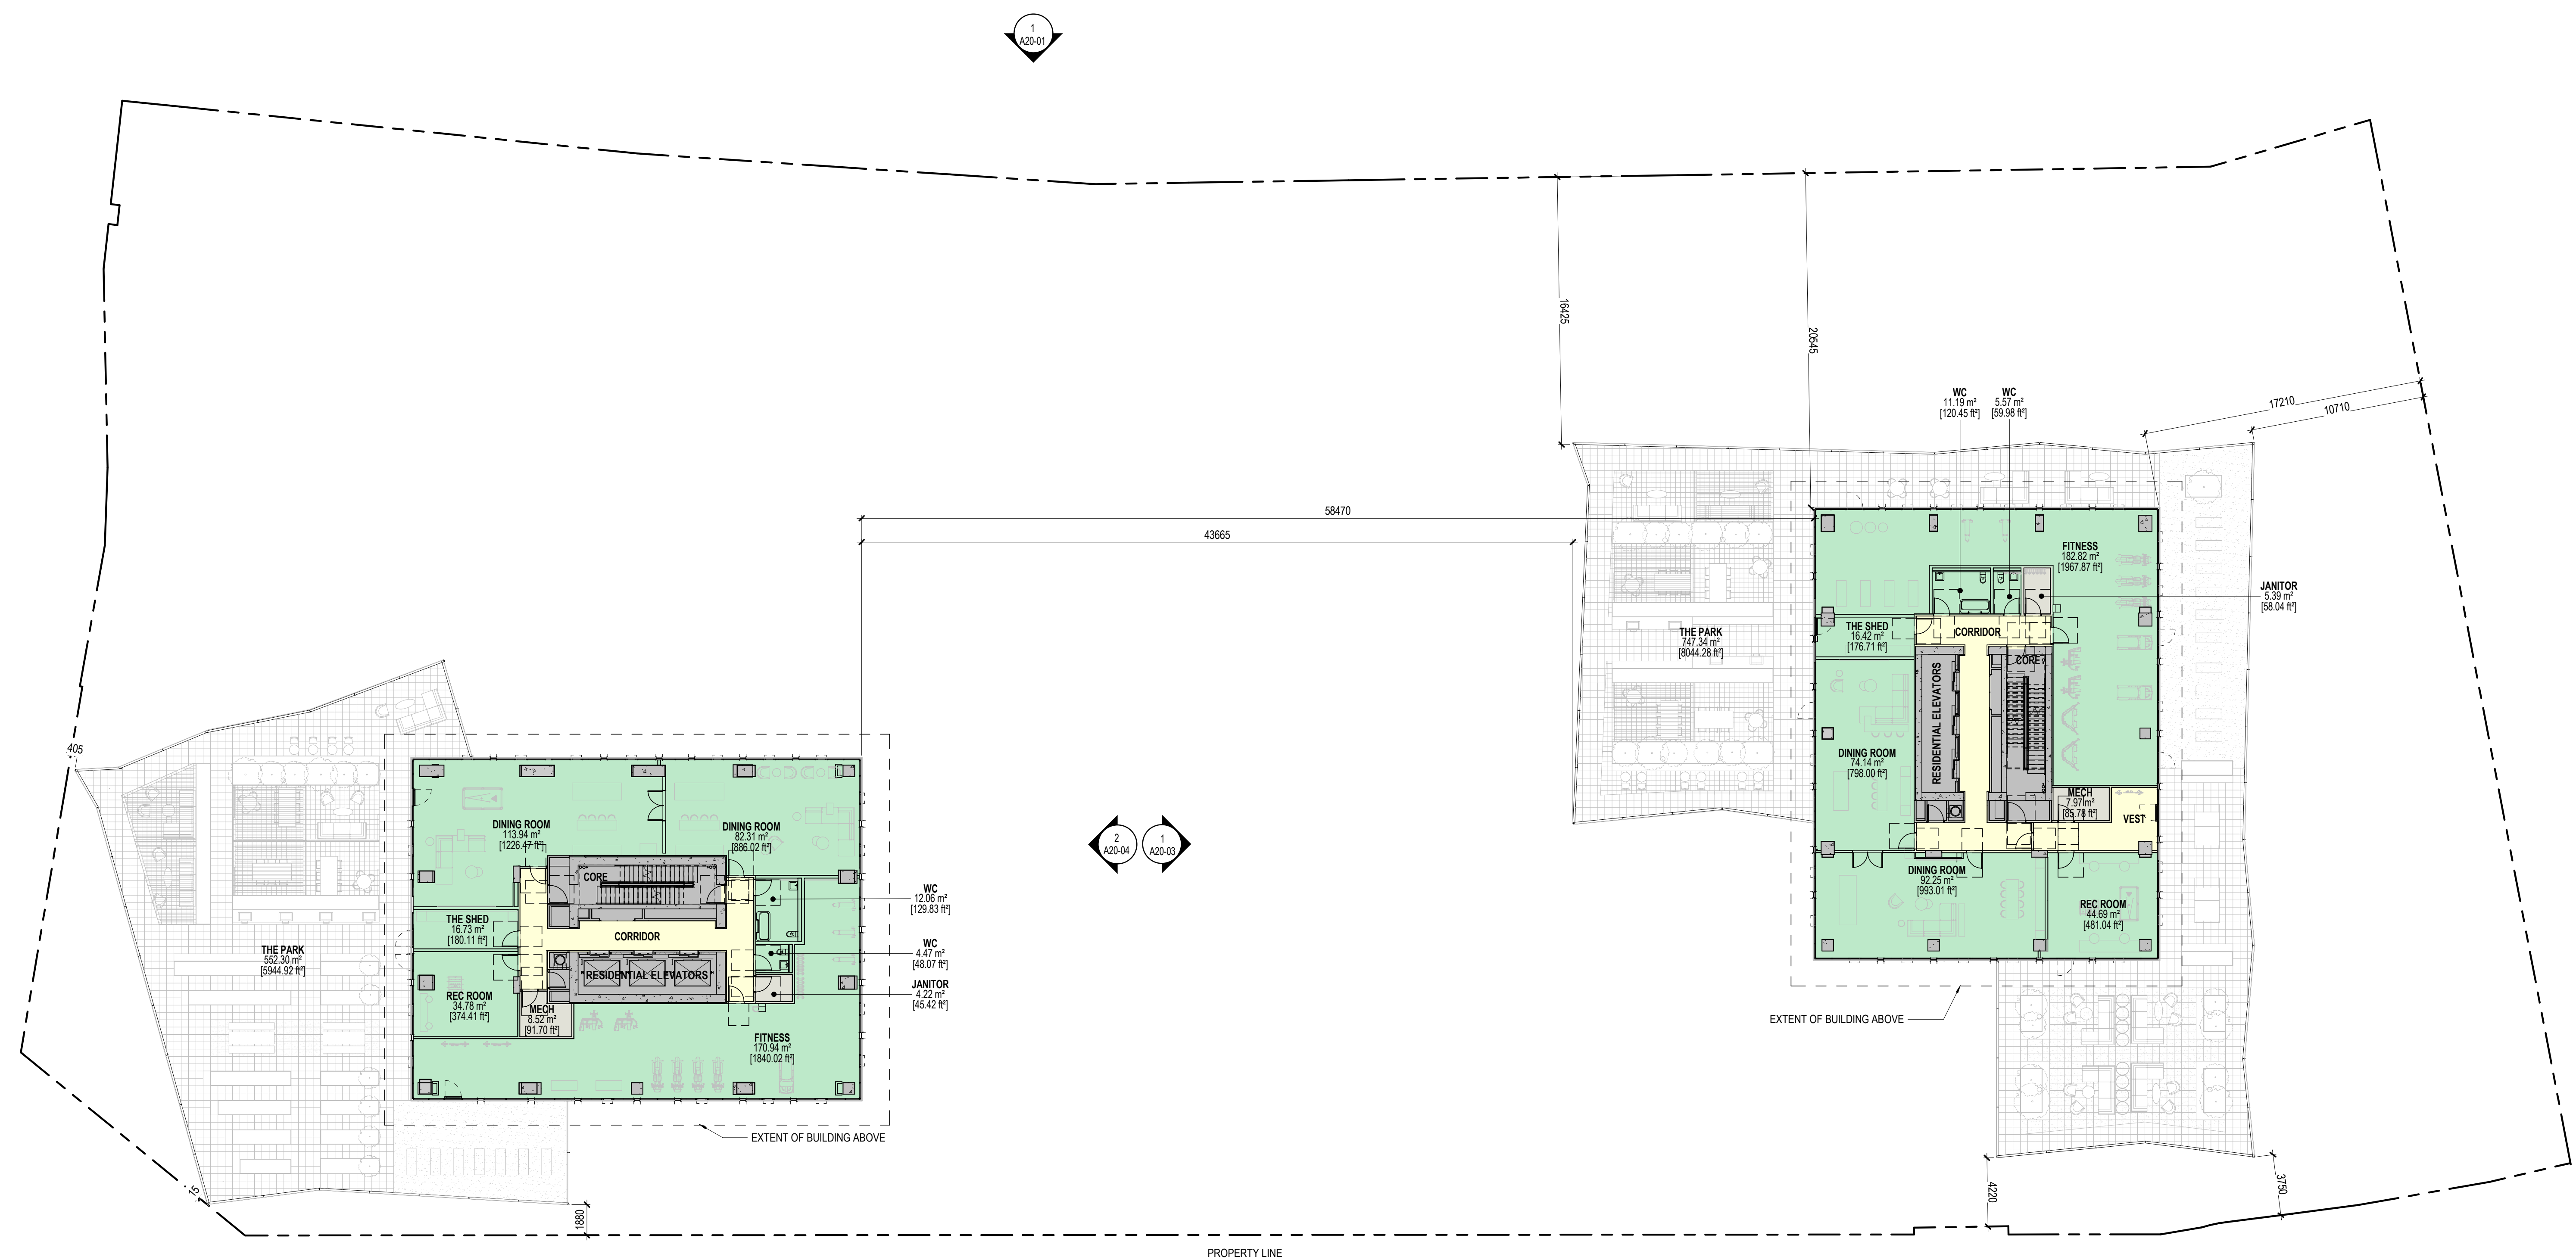 1
A20-01
16425
20545
17210
10710
WC
11.19 m²
[120.45 ft²]
WC
5.57 m²
[59.98 ft²]
58470
43665
FITNESS
182.82 m²
[1967.87 ft²]
JANITOR
5.39 m²
[58.04 ft²]
THE PARK
747.34 m²
[8044.28 ft²]
THE SHED
16.42 m²
[176.71 ft²]
CORRIDOR
CORE
RESIDENTIAL ELEVATORS
DINING ROOM
74.14 m²
[798.00 ft²]
MECH
7.97 m²
[85.78 ft²]
VEST
DINING ROOM
92.25 m²
[993.01 ft²]
REC ROOM
44.69 m²
[481.04 ft²]
EXTENT OF BUILDING ABOVE
4220
3750
2
A20-04
1
A20-03
405
DINING ROOM
113.94 m²
[1226.47 ft²]
DINING ROOM
82.31 m²
[886.02 ft²]
CORE
WC
12.06 m²
[129.83 ft²]
THE SHED
16.73 m²
[180.11 ft²]
CORRIDOR
WC
4.47 m²
[48.07 ft²]
THE PARK
552.30 m²
[5944.92 ft²]
RESIDENTIAL ELEVATORS
JANITOR
4.22 m²
[45.42 ft²]
REC ROOM
34.78 m²
[374.41 ft²]
MECH
8.52 m²
[91.70 ft²]
FITNESS
170.94 m²
[1840.02 ft²]
EXTENT OF BUILDING ABOVE
15
1880
PROPERTY LINE